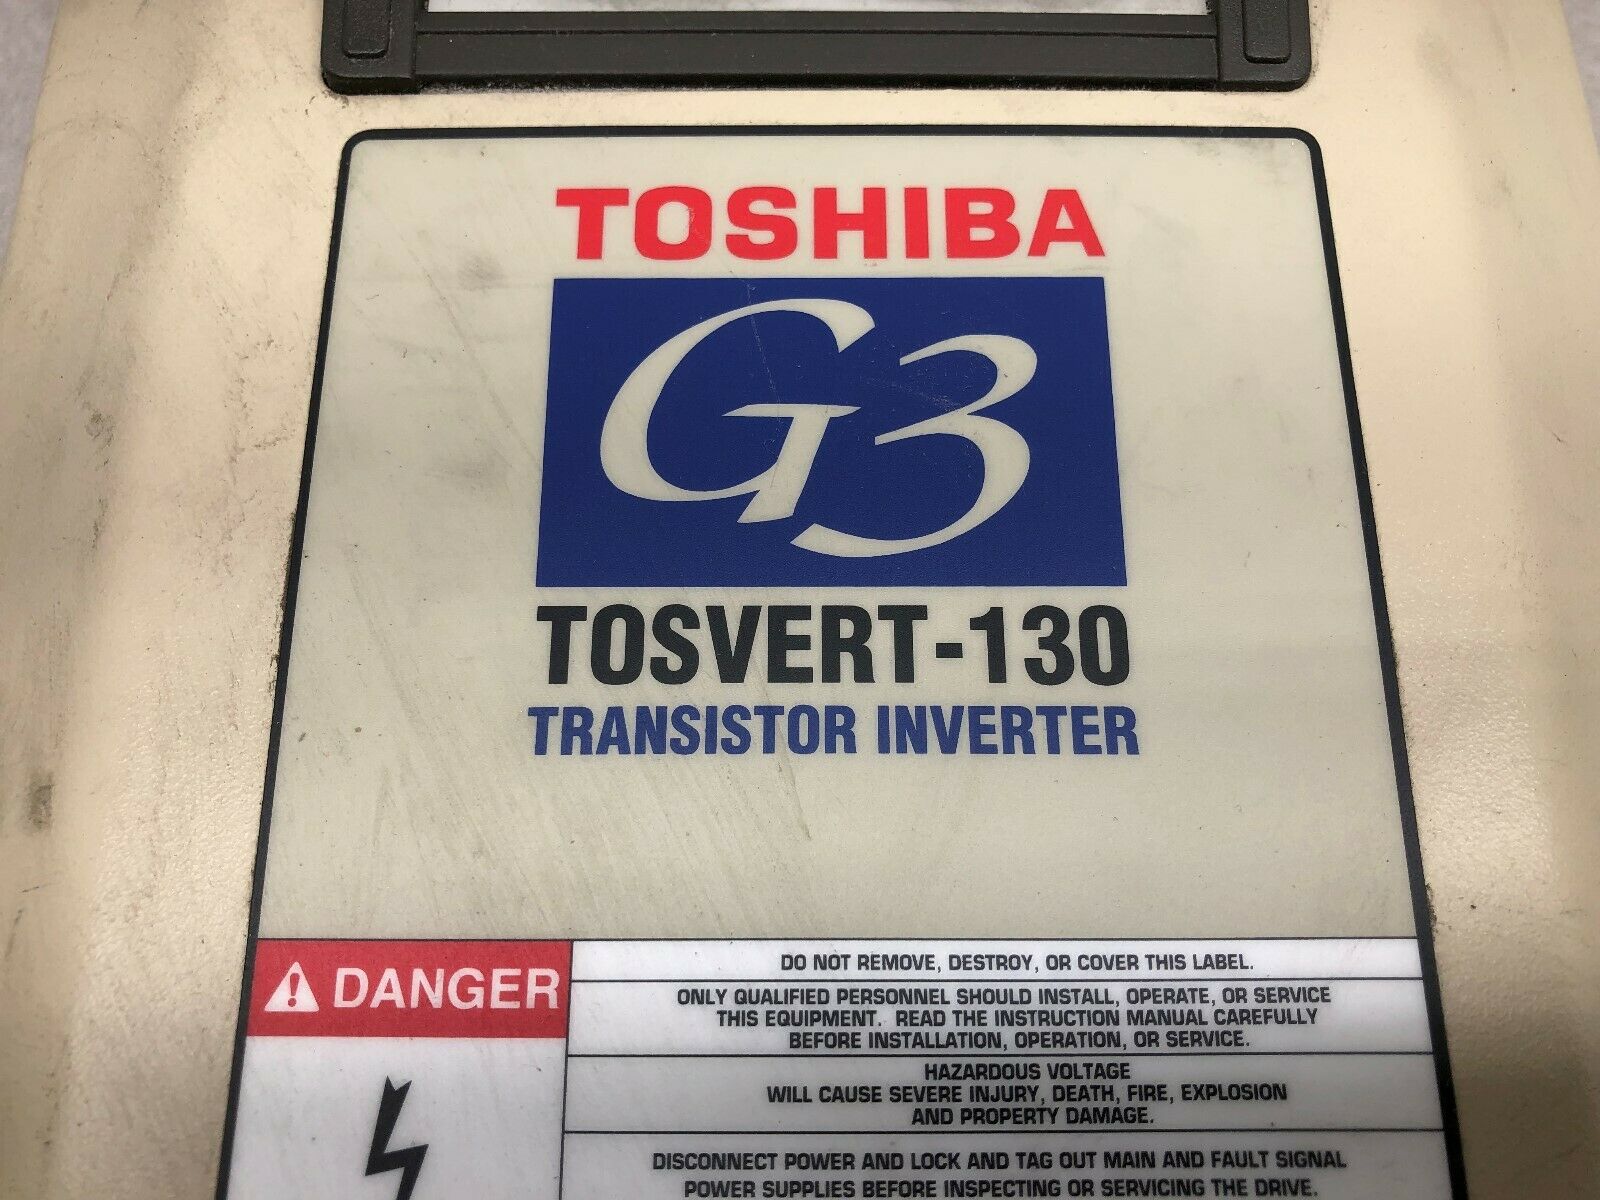 TOSHIBA
G3
TOSVERT-130
TRANSISTOR INVERTER
DANGER
DO NOT REMOVE, DESTROY, OR COVER THIS LABEL.
ONLY QUALIFIED PERSONNEL SHOULD INSTALL, OPERATE, OR SERVICE
THIS EQUIPMENT. READ THE INSTRUCTION MANUAL CAREFULLY
BEFORE INSTALLATION, OPERATION, OR SERVICE.
HAZARDOUS VOLTAGE
WILL CAUSE SEVERE INJURY, DEATH, FIRE, EXPLOSION
AND PROPERTY DAMAGE.
DISCONNECT POWER AND LOCK AND TAG OUT MAIN AND FAULT SIGNAL
POWER SUPPLIES BEFORE INSPECTING OR SERVICING THE DRIVE.